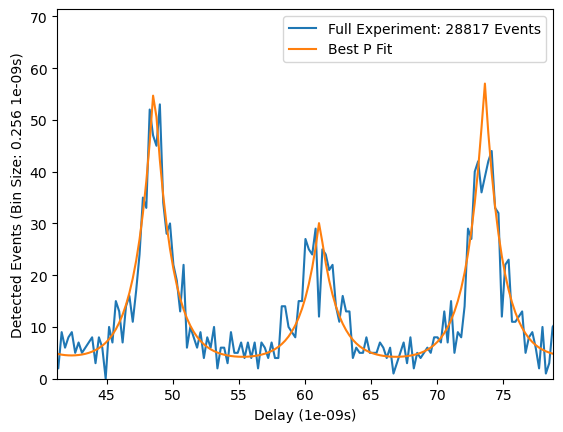 70
60
50
40
30
20
10
0
Detected Events (Bin Size: 0.256 1e-09s)
Full Experiment: 28817 Events
Best P Fit
45 50 55 60 65 70 75
Delay (1e-09s)